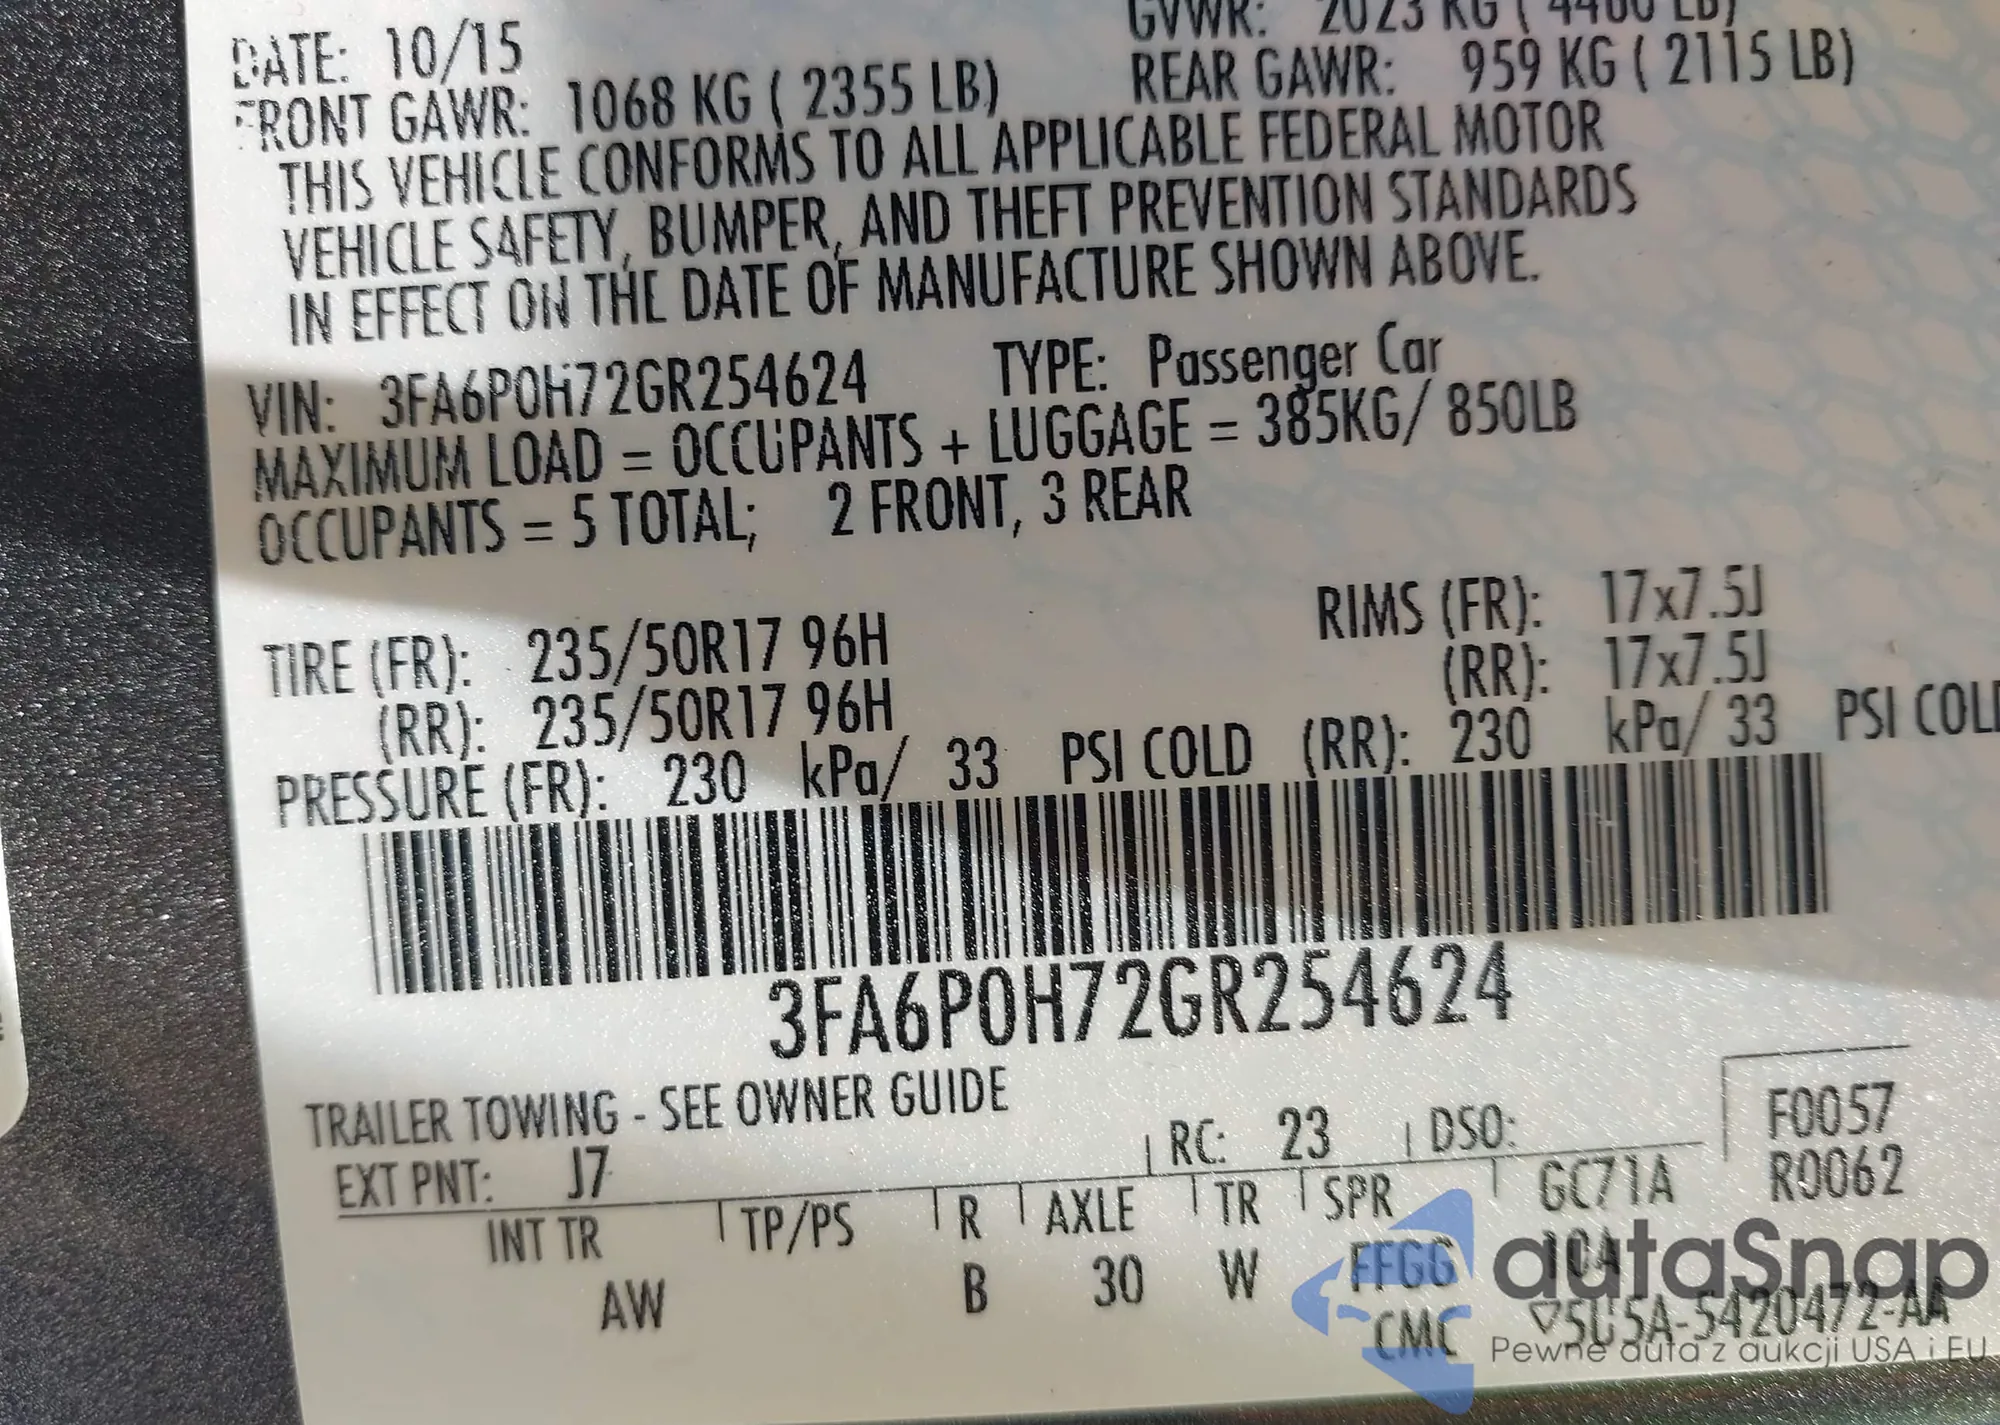 DATE: 10/15 GVWR: 2023 KG ( 4460 LB)
FRONT GAWR: 1068 KG ( 2355 LB) REAR GAWR: 959 KG ( 2115 LB)
THIS VEHICLE CONFORMS TO ALL APPLICABLE FEDERAL MOTOR
VEHICLE SAFETY, BUMPER, AND THEFT PREVENTION STANDARDS
IN EFFECT ON THE DATE OF MANUFACTURE SHOWN ABOVE.
VIN: 3FA6P0H72GR254624 TYPE: Passenger Car
MAXIMUM LOAD = OCCUPANTS + LUGGAGE = 385KG/ 850LB
OCCUPANTS = 5 TOTAL; 2 FRONT, 3 REAR
TIRE (FR): 235/50R17 96H RIMS (FR): 17x7.5J
(RR): 235/50R17 96H (RR): 17x7.5J
PRESSURE (FR): 230 kPa/ 33 PSI COLD (RR): 230 kPa/ 33 PSI COLD
3FA6P0H72GR254624
TRAILER TOWING - SEE OWNER GUIDE
F0057
EXT PNT: J7 RC: 23 DSO:
R0062
INT TR TP/PS R AXLE TR SPR GC71A
AW B 30 W FFGG 10A
CMC ▽5U5A-5420472-AA
autaSnap
Pewne auta z aukcji USA i EU